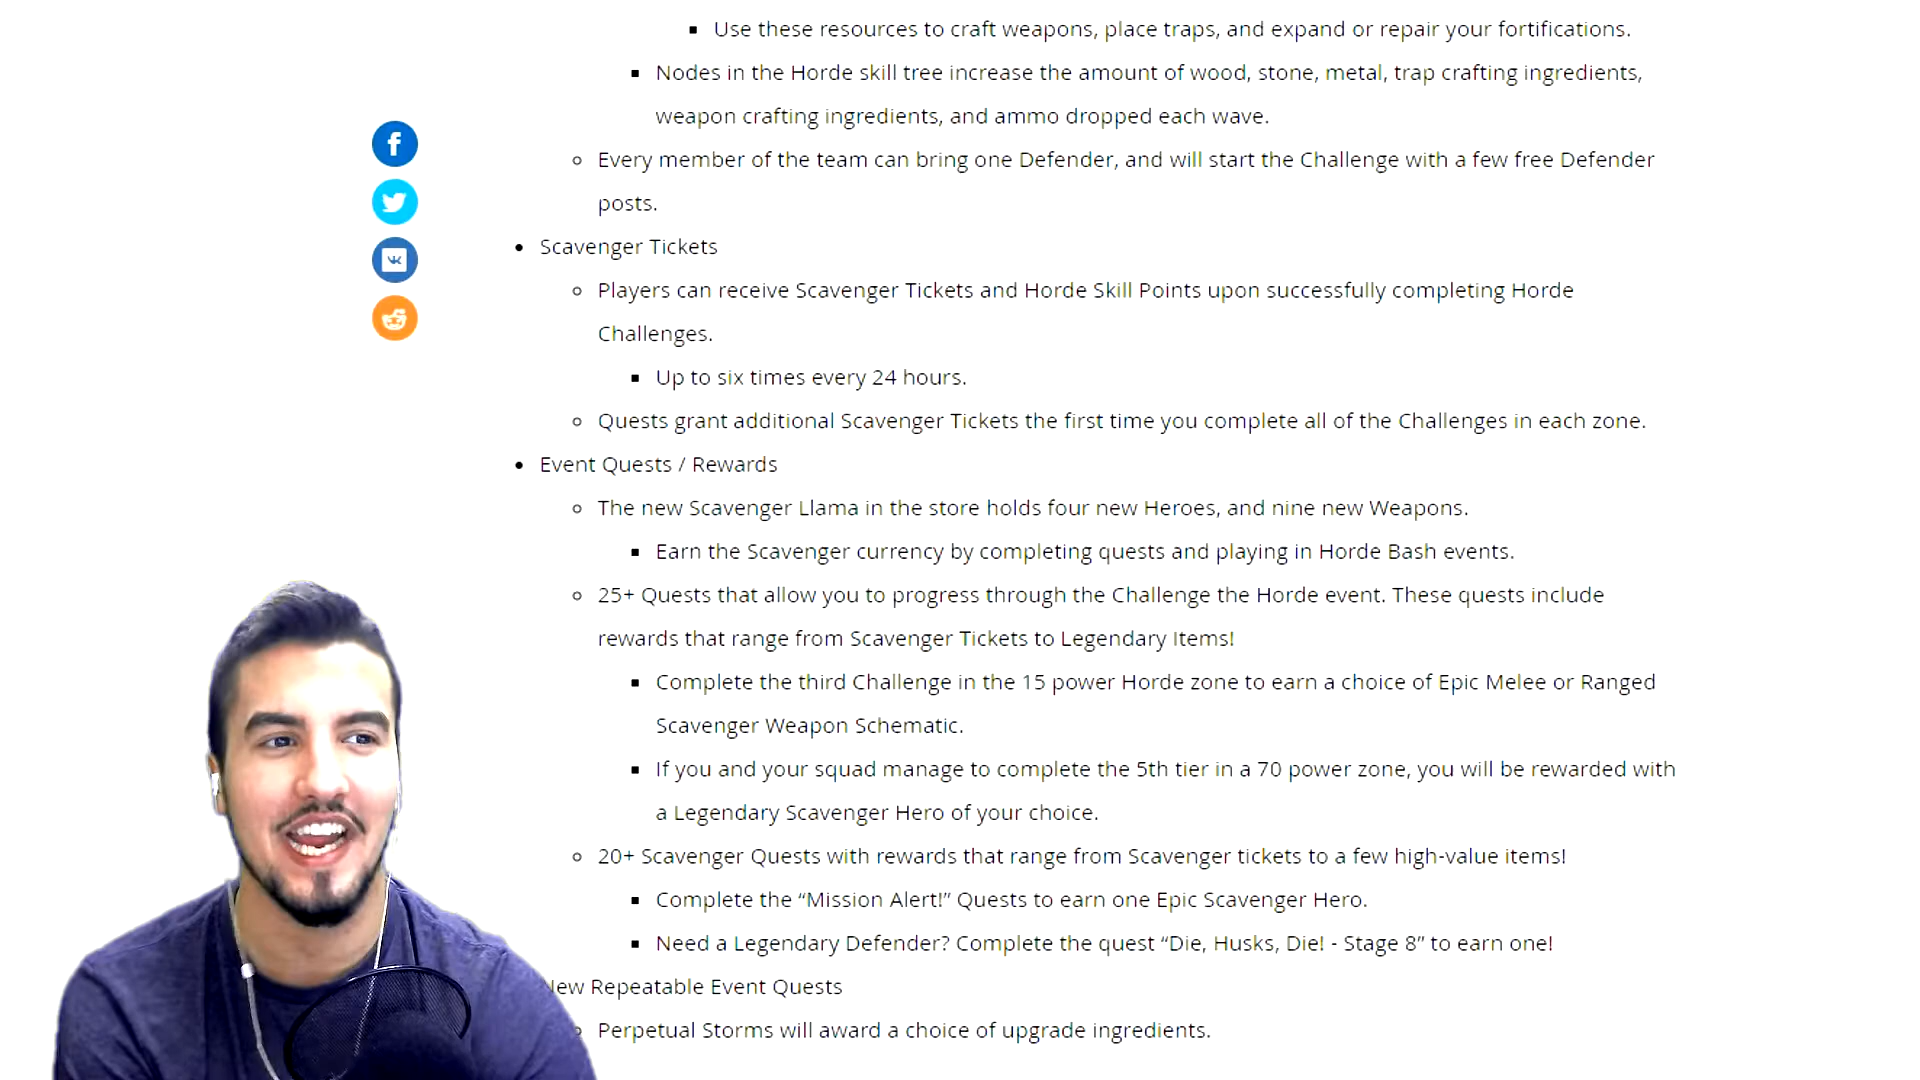 Use these resources to craft weapons, place traps, and expand or repair your fortifications.
Nodes in the Horde skill tree increase the amount of wood, stone, metal, trap crafting ingredients,
weapon crafting ingredients, and ammo dropped each wave.
Every member of the team can bring one Defender, and will start the Challenge with a few free Defender
posts.
Scavenger Tickets
Players can receive Scavenger Tickets and Horde Skill Points upon successfully completing Horde
Challenges.
Up to six times every 24 hours.
Quests grant additional Scavenger Tickets the first time you complete all of the Challenges in each zone.
Event Quests / Rewards
The new Scavenger Llama in the store holds four new Heroes, and nine new Weapons.
Earn the Scavenger currency by completing quests and playing in Horde Bash events.
25+ Quests that allow you to progress through the Challenge the Horde event. These quests include
rewards that range from Scavenger Tickets to Legendary Items!
Complete the third Challenge in the 15 power Horde zone to earn a choice of Epic Melee or Ranged
Scavenger Weapon Schematic.
If you and your squad manage to complete the 5th tier in a 70 power zone, you will be rewarded with
a Legendary Scavenger Hero of your choice.
20+ Scavenger Quests with rewards that range from Scavenger tickets to a few high-value items!
Complete the “Mission Alert!” Quests to earn one Epic Scavenger Hero.
Need a Legendary Defender? Complete the quest “Die, Husks, Die! - Stage 8” to earn one!
New Repeatable Event Quests
Perpetual Storms will award a choice of upgrade ingredients.